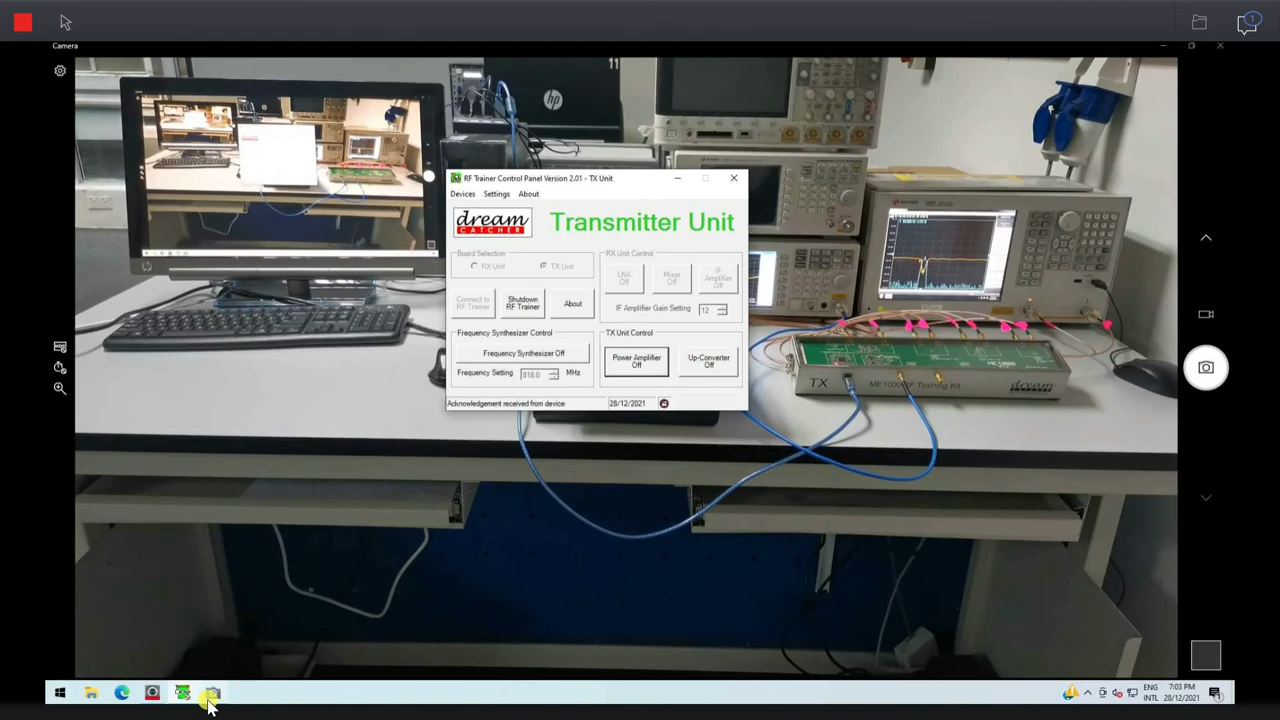 1
Camera
11
hp
RF Trainer Control Panel Version 2.01 - TX Unit
Devices Settings About
dream
CATCHER
Transmitter Unit
Board Selection
RX Unit TX Unit
RX Unit Control
LNA
Off
Mixer
Off
IF
Amplifier
Off
IF Amplifier Gain Setting 12
Connect to
RF Trainer
Shutdown
RF Trainer
About
Frequency Synthesizer Control
Frequency Synthesizer Off
Frequency Setting 818.0 MHz
TX Unit Control
Power Amplifier
Off
Up-Converter
Off
Acknowledgement received from device 28/12/2021
TX
ME1000 RF Training Kit
dream
ENG
INTL
7:03 PM
28/12/2021